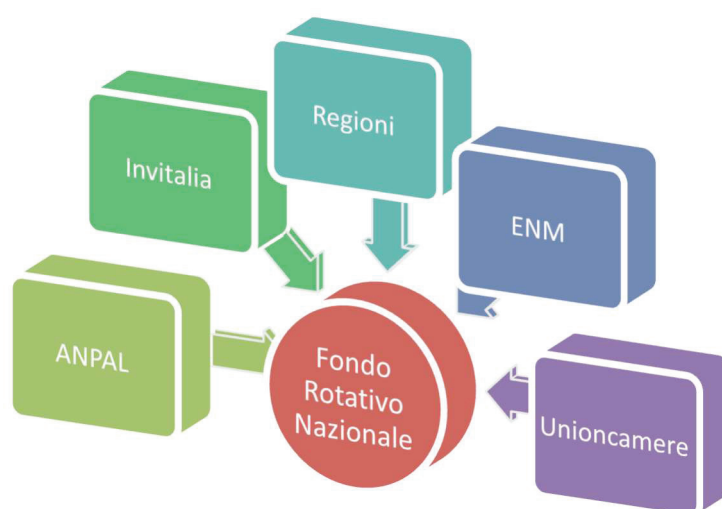 Regioni
Invitalia
ENM
ANPAL
Fondo
Rotativo
Nazionale
Unioncamere